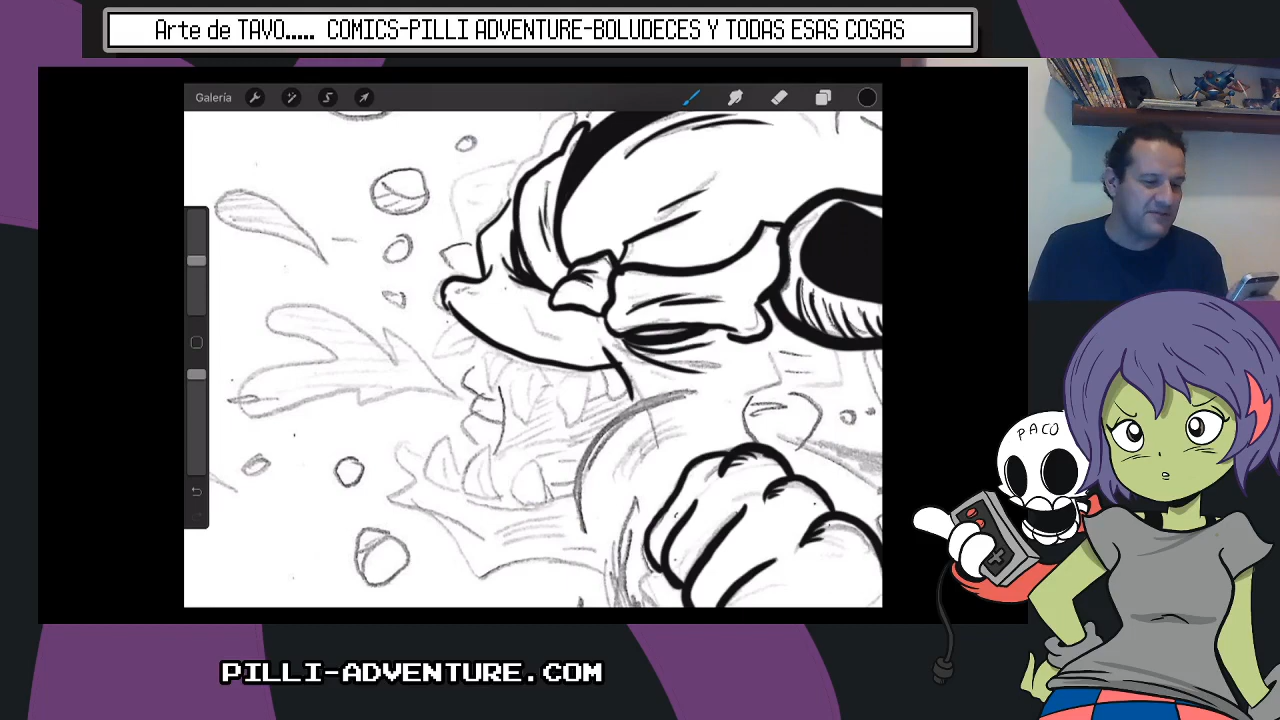 Arte de TAVO..... COMICS-PILLI ADVENTURE-BOLUDECES Y TODAS ESAS COSAS
Galería
PACO
PILLI-ADVENTURE.COM